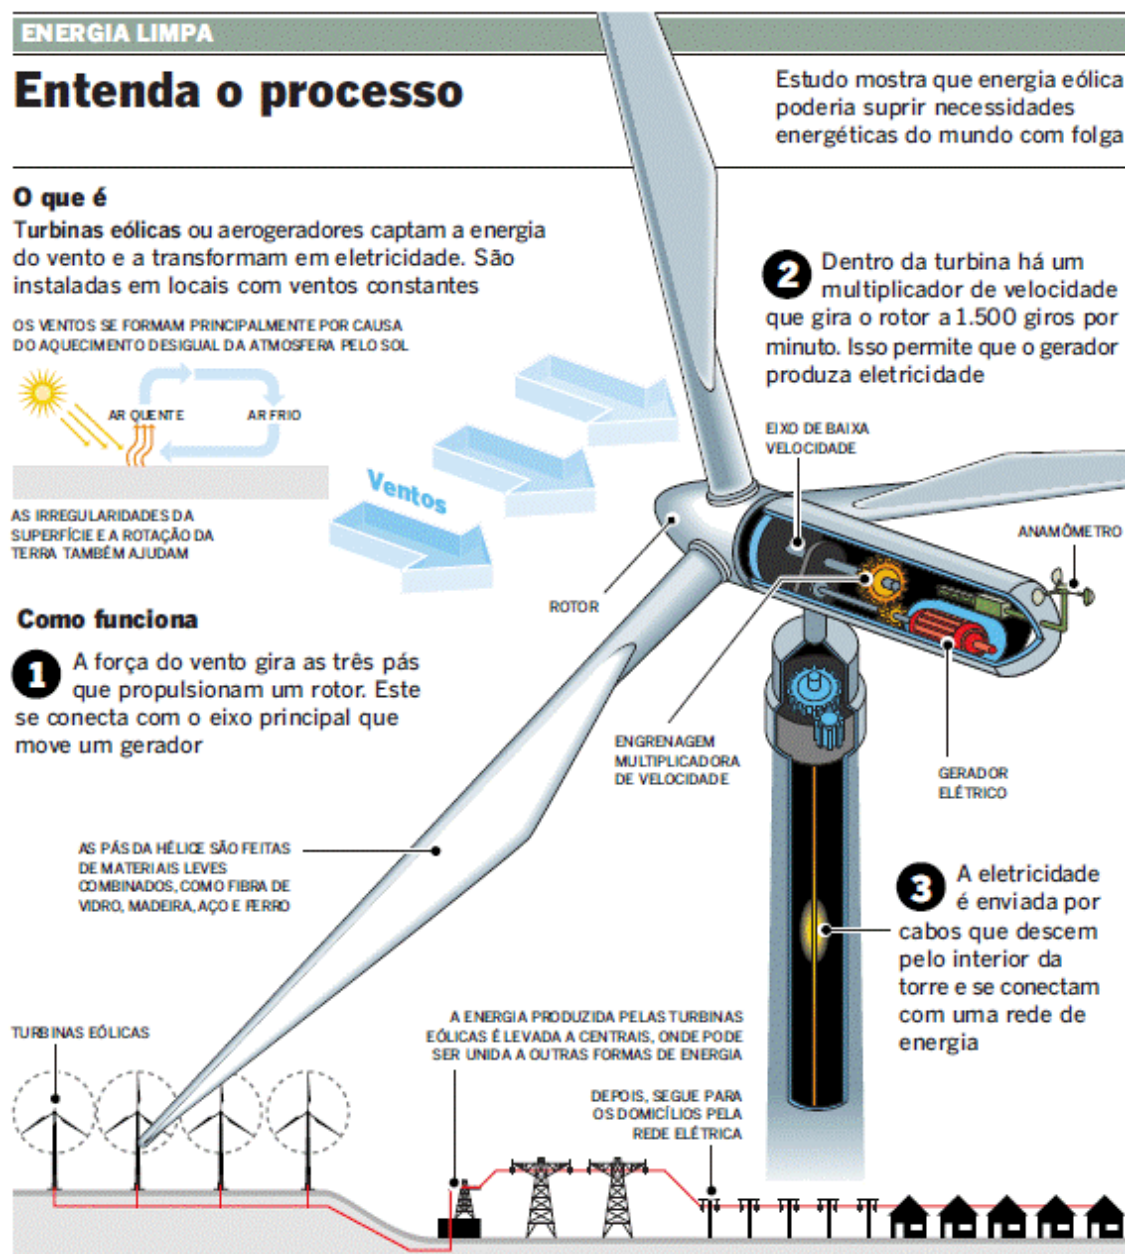 ENERGIA LIMPA
Entenda o processo
Estudo mostra que energia eólica
poderia suprir necessidades
energéticas do mundo com folga
O que é
Turbinas eólicas ou aerogeradores captam a energia
do vento e a transformam em eletricidade. São
instaladas em locais com ventos constantes
OS VENTOS SE FORMAM PRINCIPALMENTE POR CAUSA
DO AQUECIMENTO DESIGUAL DA ATMOSFERA PELO SOL
AR QUENTE
AR FRIO
AS IRREGULARIDADES DA
SUPERFÍCIE E A ROTAÇÃO DA
TERRA TAMBÉM AJUDAM
Ventos
Como funciona
1 A força do vento gira as três pás
que propulsionam um rotor. Este
se conecta com o eixo principal que
move um gerador
2 Dentro da turbina há um
multiplicador de velocidade
que gira o rotor a 1.500 giros por
minuto. Isso permite que o gerador
produza eletricidade
EIXO DE BAIXA
VELOCIDADE
ANAMÔMETRO
ROTOR
ENGRENAGEM
MULTIPLICADORA
DE VELOCIDADE
GERADOR
ELÉTRICO
AS PÁS DA HÉLICE SÃO FEITAS
DE MATERIAIS LEVES
COMBINADOS, COMO FIBRA DE
VIDRO, MADEIRA, AÇO E FERRO
3 A eletricidade
é enviada por
cabos que descem
pelo interior da
torre e se conectam
com uma rede de
energia
TURBINAS EÓLICAS
A ENERGIA PRODUZIDA PELAS TURBINAS
EÓLICAS É LEVADA A CENTRAIS, ONDE PODE
SER UNIDA A OUTRAS FORMAS DE ENERGIA
DEPOIS, SEGUE PARA
OS DOMICÍLIOS PELA
REDE ELÉTRICA